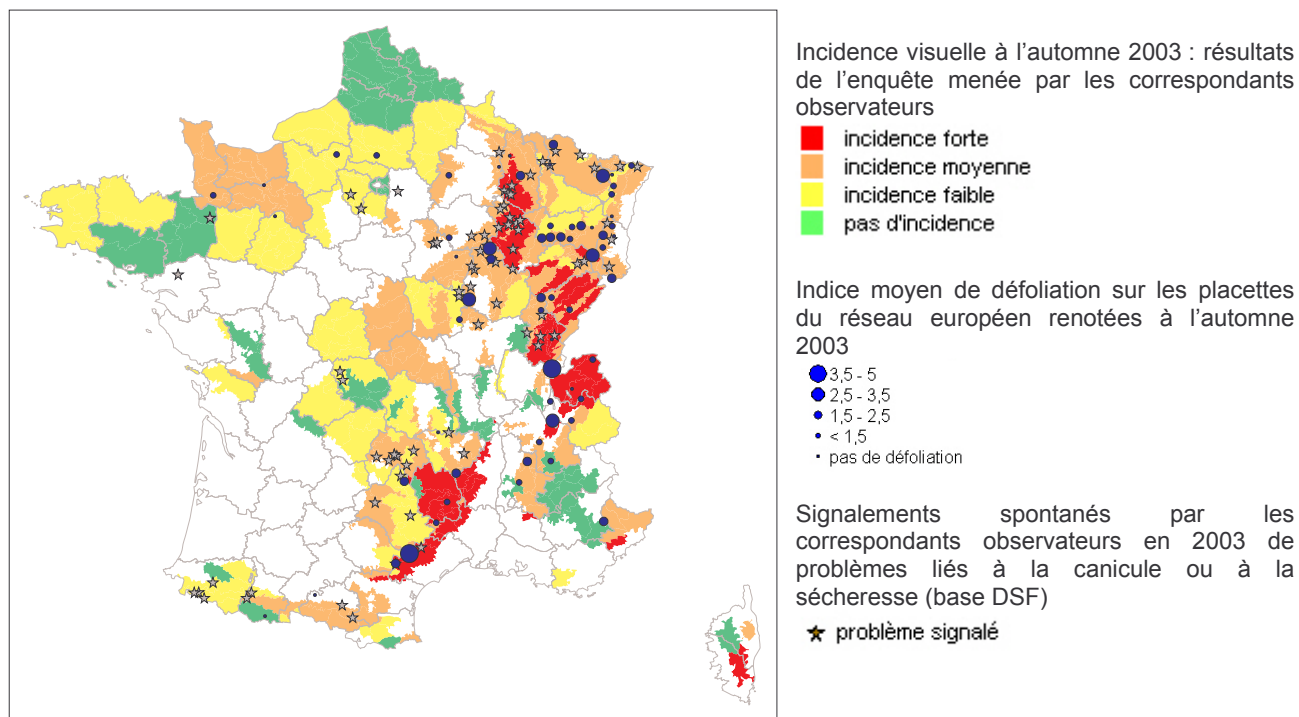 Incidence visuelle à l'automne 2003 : résultats
de l'enquête menée par les correspondants
observateurs
incidence forte
incidence moyenne
incidence faible
pas d'incidence
Indice moyen de défoliation sur les placettes
du réseau européen renotées à l'automne
2003
3,5 - 5
2,5 - 3,5
1,5 - 2,5
< 1,5
pas de défoliation
Signalements spontanés par les
correspondants observateurs en 2003 de
problèmes liés à la canicule ou à la
sécheresse (base DSF)
problème signalé